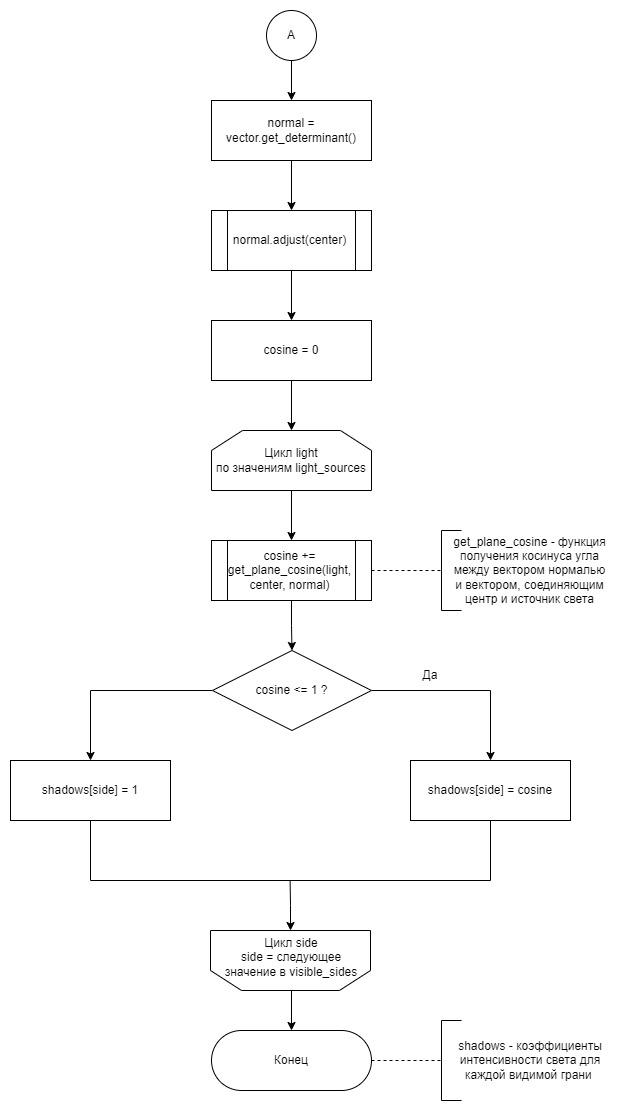 A
normal =
vector.get_determinant()
normal.adjust(center)
cosine = 0
Цикл light
по значениям light_sources
cosine +=
get_plane_cosine(light,
center, normal)
get_plane_cosine - функция
получения косинуса угла
между вектором нормалью
и вектором, соединяющим
центр и источник света
cosine <= 1 ?
Да
shadows[side] = 1
shadows[side] = cosine
Цикл side
side = следующее
значение в visible_sides
Конец
shadows - коэффициенты
интенсивности света для
каждой видимой грани